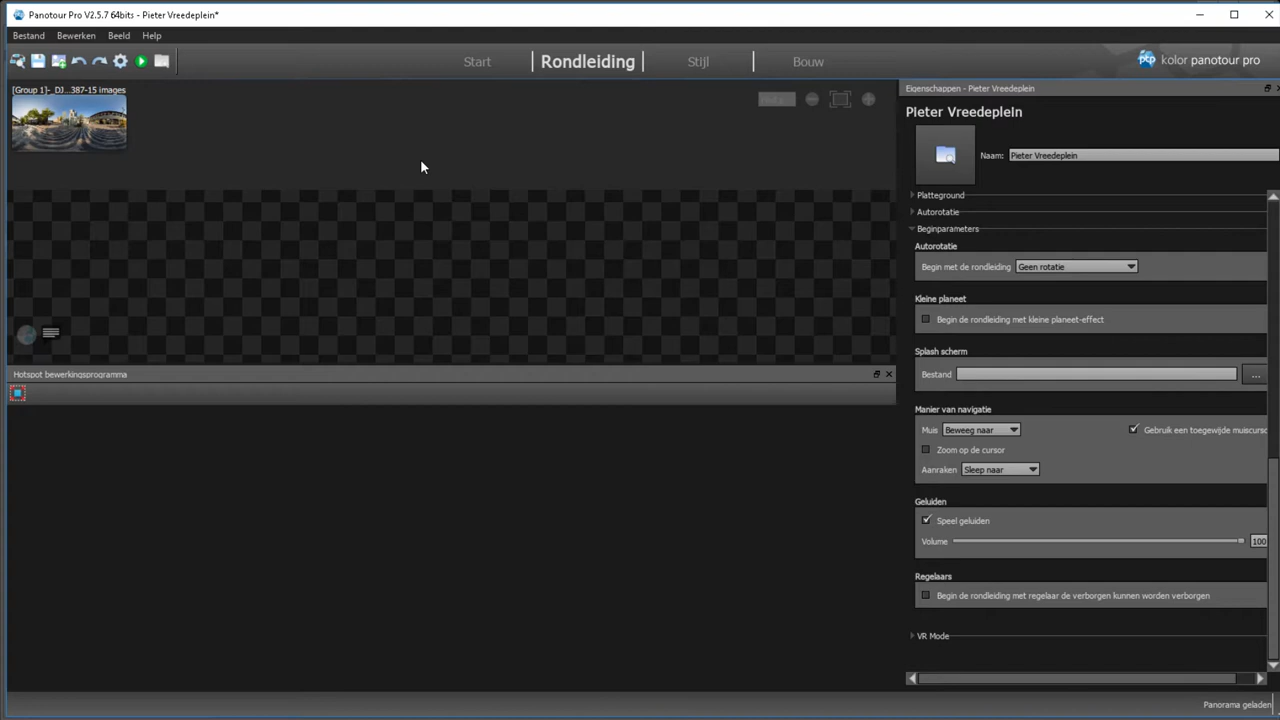 Panotour Pro V2.5.7 64bits - Pieter Vreedeplein*
Bestand Bewerken Beeld Help
Start Rondleiding Stijl Bouw
kolor panotour pro
[Group 1]-_DJ...387-15 images
Eigenschappen - Pieter Vreedeplein
Pieter Vreedeplein
Naam: Pieter Vreedeplein
Platteground
Autorotatie
Beginparameters
Autorotatie
Begin met de rondleiding Geen rotatie
Kleine planeet
Begin de rondleiding met kleine planeet-effect
Splash scherm
Bestand ...
Manier van navigatie
Muis Beweeg naar Gebruik een toegewijde muiscursc
Zoom op de cursor
Aanraken Sleep naar
Geluiden
Speel geluiden
Volume 100
Regelaars
Begin de rondleiding met regelaar de verborgen kunnen worden verborgen
VR Mode
Hotspot bewerkingsprogramma
Panorama geladen